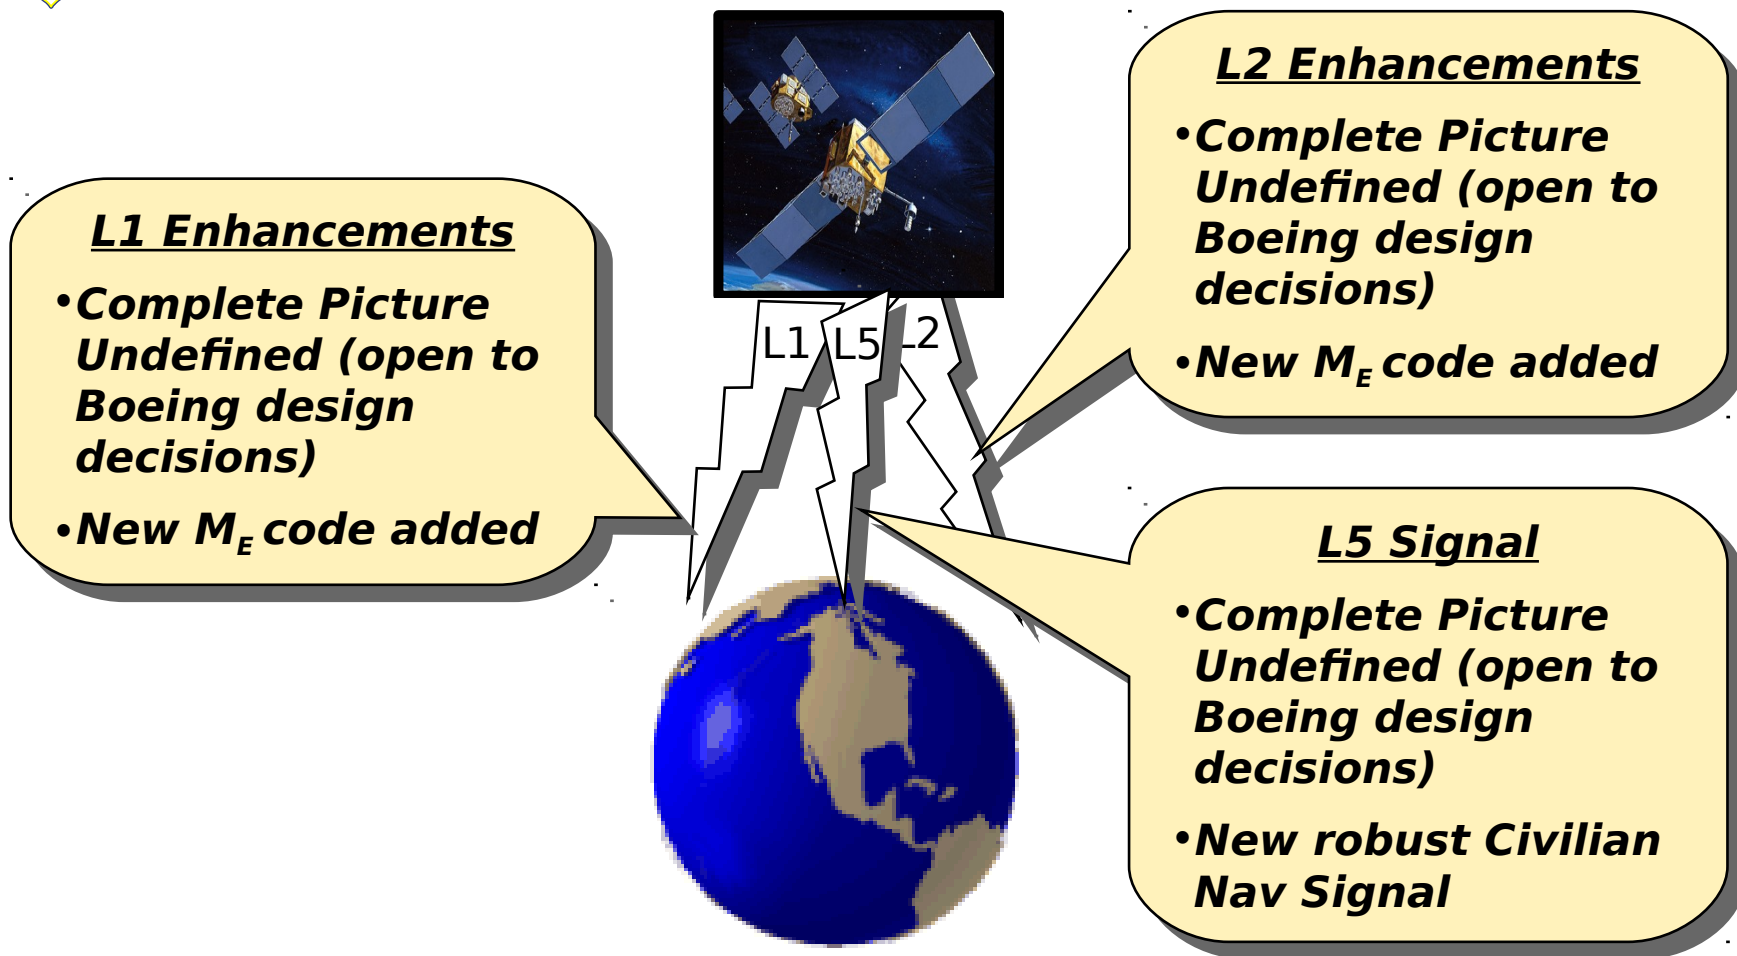 L1 Enhancements
•Complete Picture
Undefined (open to
Boeing design
decisions)
•New M_E code added
L1
L5
L2
L2 Enhancements
•Complete Picture
Undefined (open to
Boeing design
decisions)
•New M_E code added
L5 Signal
•Complete Picture
Undefined (open to
Boeing design
decisions)
•New robust Civilian
Nav Signal